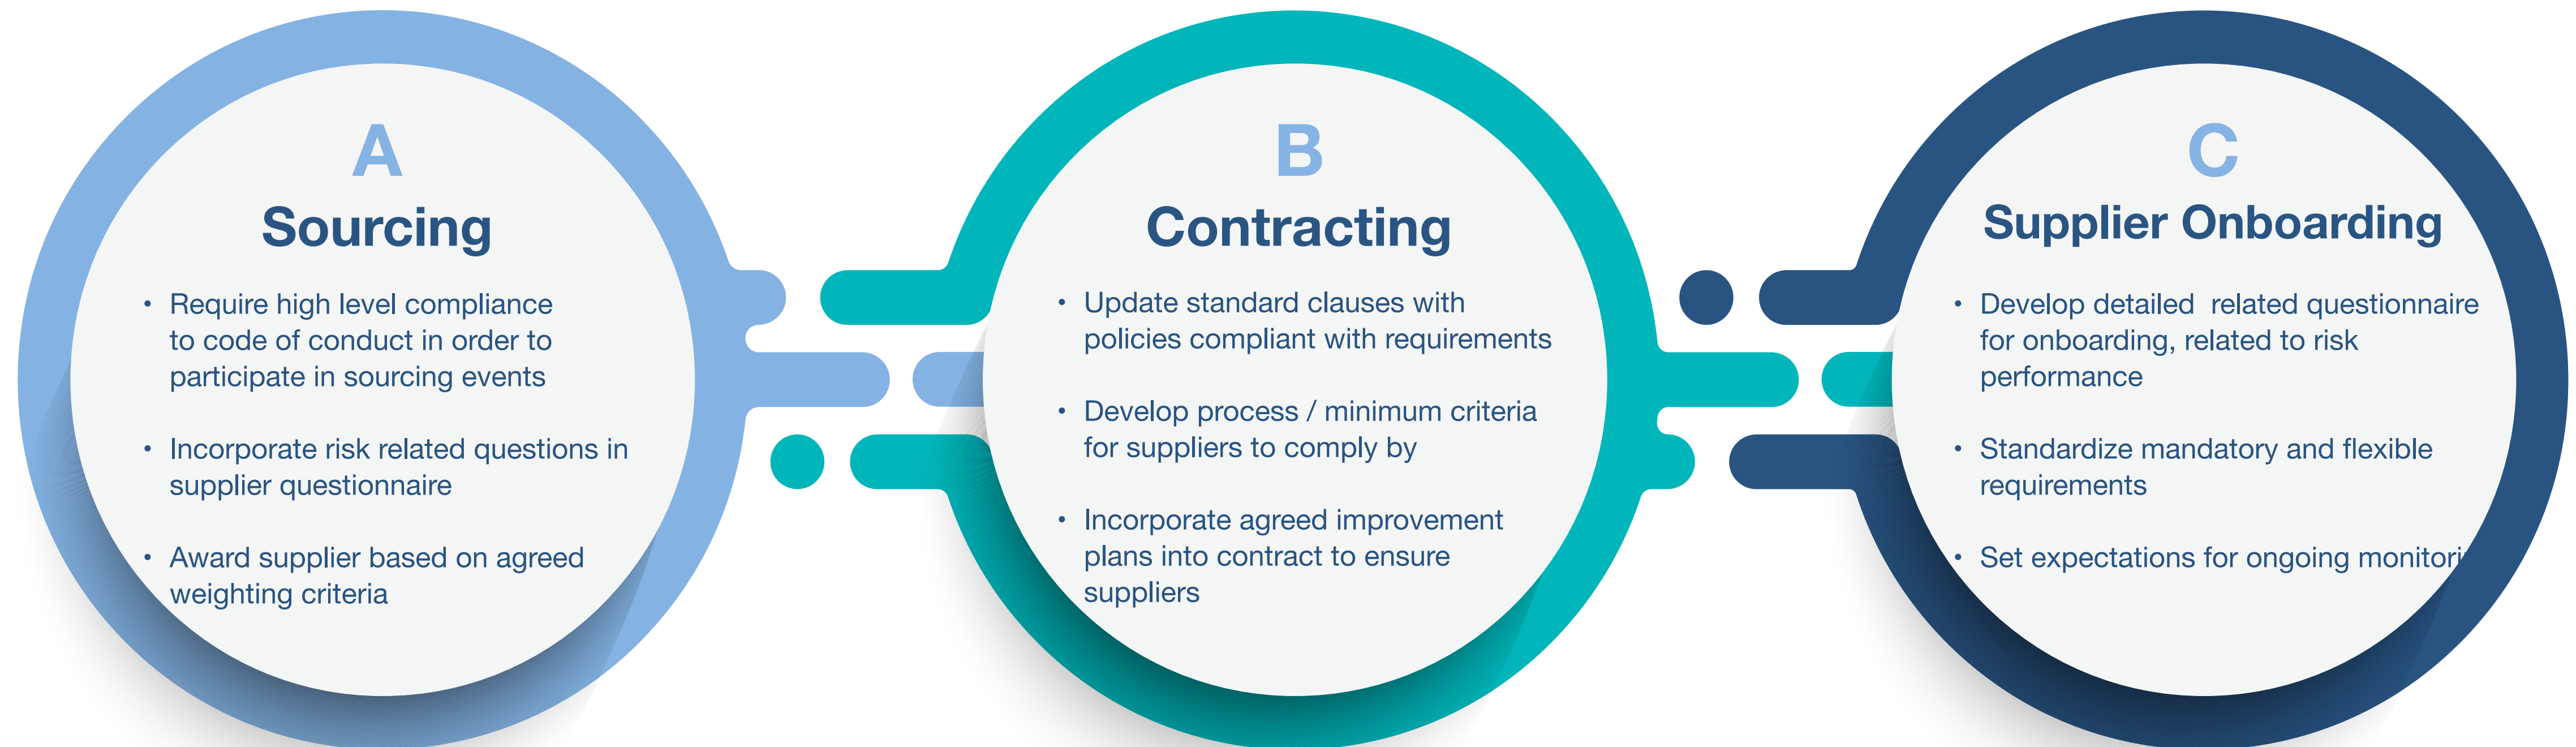 A
Sourcing
• Require high level compliance
to code of conduct in order to
participate in sourcing events
• Incorporate risk related questions in
supplier questionnaire
• Award supplier based on agreed
weighting criteria
B
Contracting
• Update standard clauses with
policies compliant with requirements
• Develop process / minimum criteria
for suppliers to comply by
• Incorporate agreed improvement
plans into contract to ensure
suppliers
C
Supplier Onboarding
• Develop detailed  related questionnaire
for onboarding, related to risk
performance
• Standardize mandatory and flexible
requirements
• Set expectations for ongoing